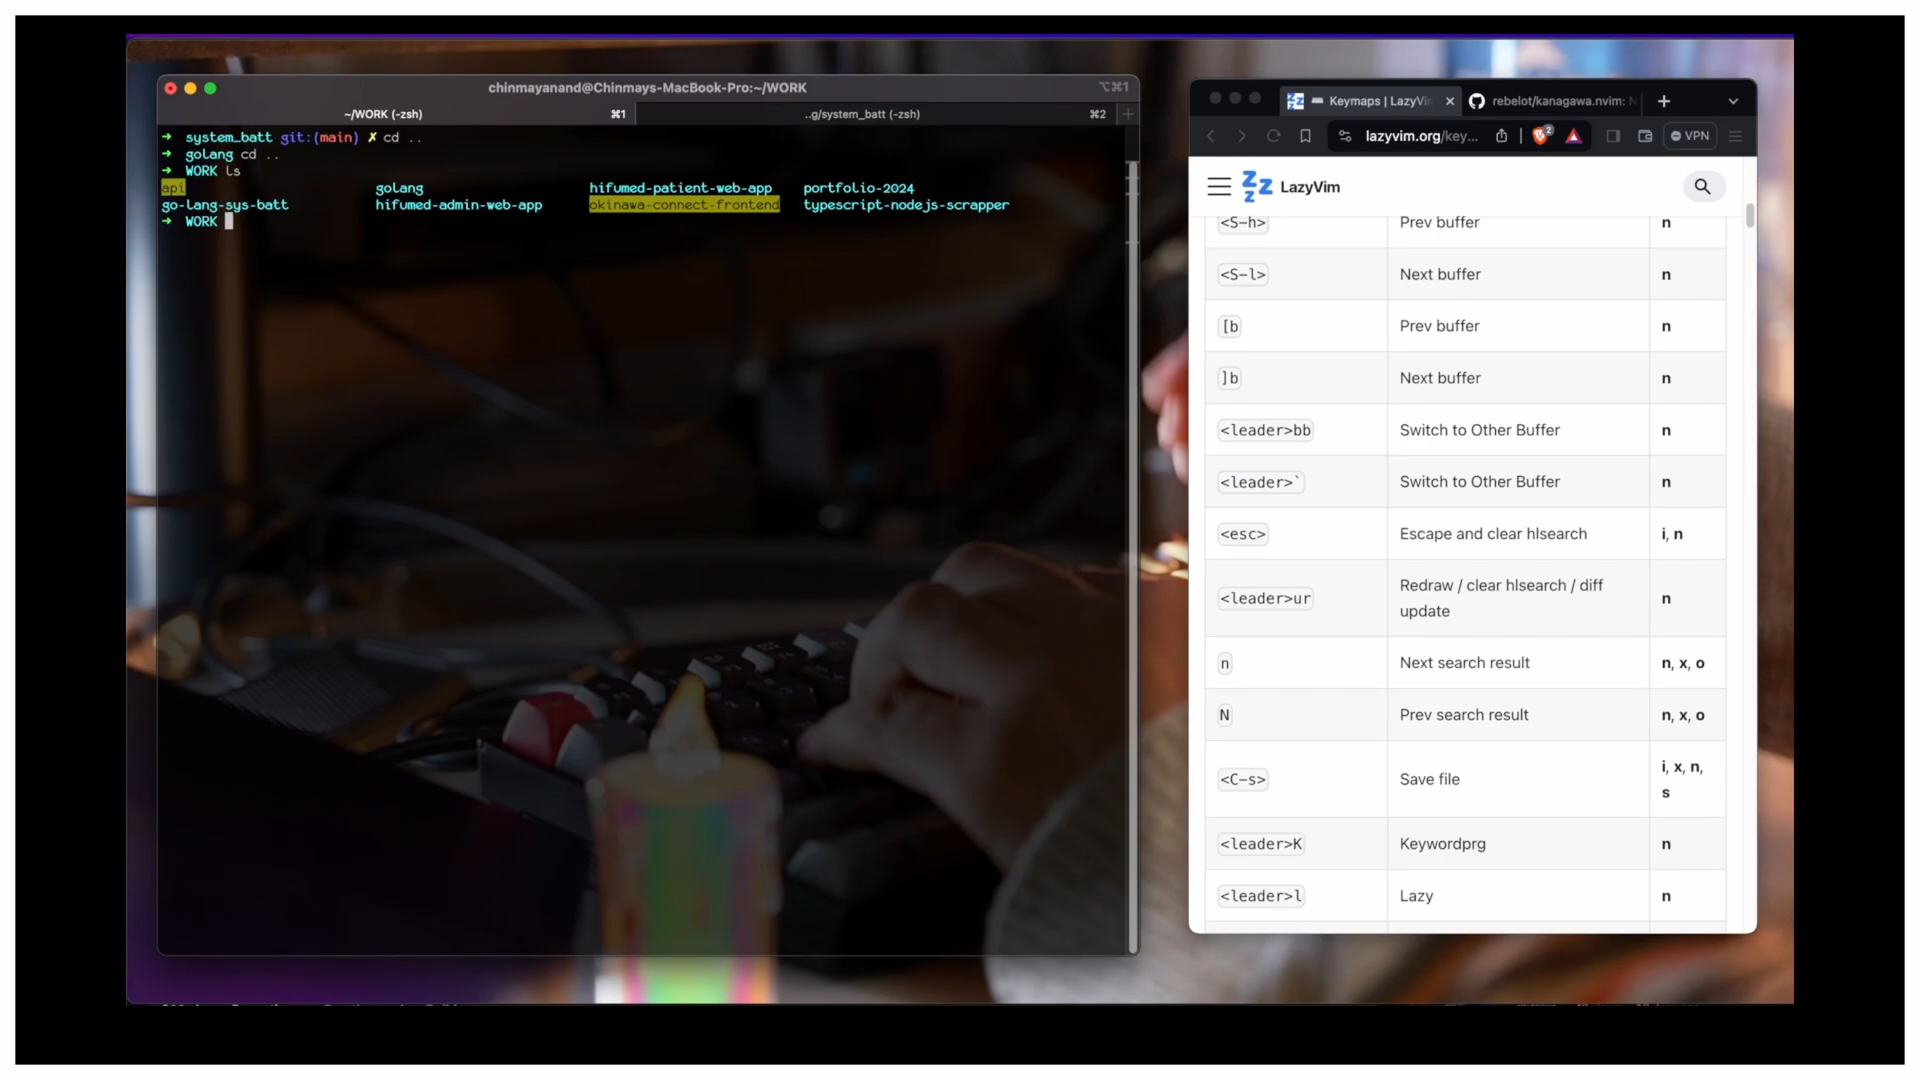 chinmayanand@Chinmays-MacBook-Pro:~/WORK
⌥⌘1
~/WORK (-zsh) ⌘1 ..g/system_batt (-zsh) ⌘2 +
➜ system_batt git:(main) ✗ cd ..
➜ golang cd ..
➜ WORK ls
api golang hifumed-patient-web-app portfolio-2024
go-lang-sys-batt hifumed-admin-web-app okinawa-connect-frontend typescript-nodejs-scrapper
➜ WORK
Keymaps | LazyVi
rebelot/kanagawa.nvim:
lazyvim.org/key...
2
VPN
LazyVim
<S-h> Prev buffer n
<S-l> Next buffer n
[b Prev buffer n
]b Next buffer n
<leader>bb Switch to Other Buffer n
<leader>` Switch to Other Buffer n
<esc> Escape and clear hlsearch i, n
<leader>ur Redraw / clear hlsearch / diff
update n
n Next search result n, x, o
N Prev search result n, x, o
<C-s> Save file i, x, n,
s
<leader>K Keywordprg n
<leader>l Lazy n